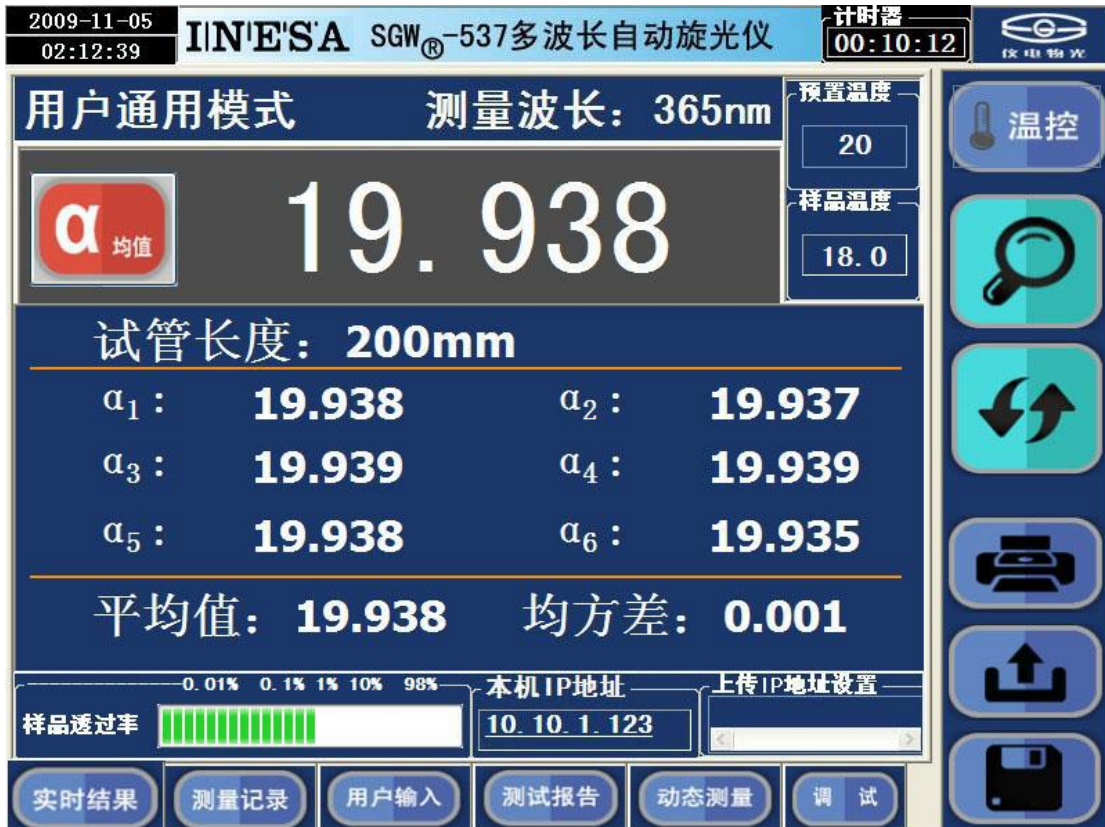 2009-11-05
02:12:39
INESA SGW®-537多波长自动旋光仪
计时器
00:10:12
仪电物光
用户通用模式 测量波长: 365nm
预置温度
20
温控
α 均值
19.938
样品温度
18.0
试管长度: 200mm
α1: 19.938 α2: 19.937
α3: 19.939 α4: 19.939
α5: 19.938 α6: 19.935
平均值: 19.938 均方差: 0.001
0.01% 0.1% 1% 10% 98%
样品透过率
本机IP地址
10.10.1.123
上传IP地址设置
实时结果 测量记录 用户输入 测试报告 动态测量 调 试